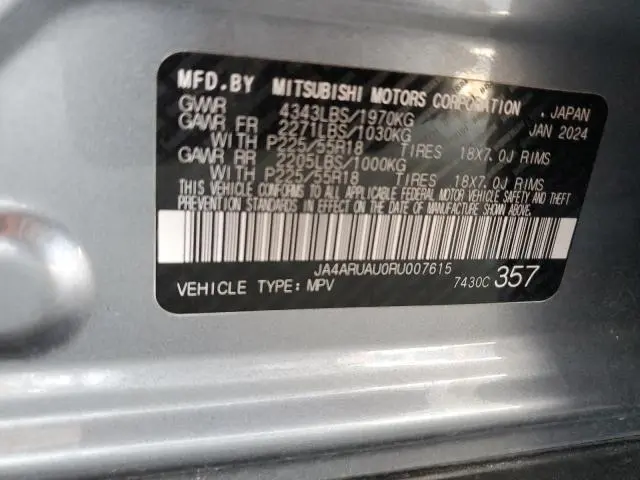 MFD.BY MITSUBISHI MOTORS CORPORATION , JAPAN
GVWR 4343LBS/1970KG JAN 2024
GAWR FR 2271LBS/1030KG
WITH P225/55R18 TIRES 18X7.0J RIMS
GAWR RR 2205LBS/1000KG
WITH P225/55R18 TIRES 18X7.0J RIMS
THIS VEHICLE CONFORMS TO ALL APPLICABLE FEDERAL MOTOR VEHICLE SAFETY AND THEFT
PREVENTION STANDARDS IN EFFECT ON THE DATE OF MANUFACTURE SHOWN ABOVE.
JA4ARUAU0RU007615
VEHICLE TYPE: MPV 7430C 357